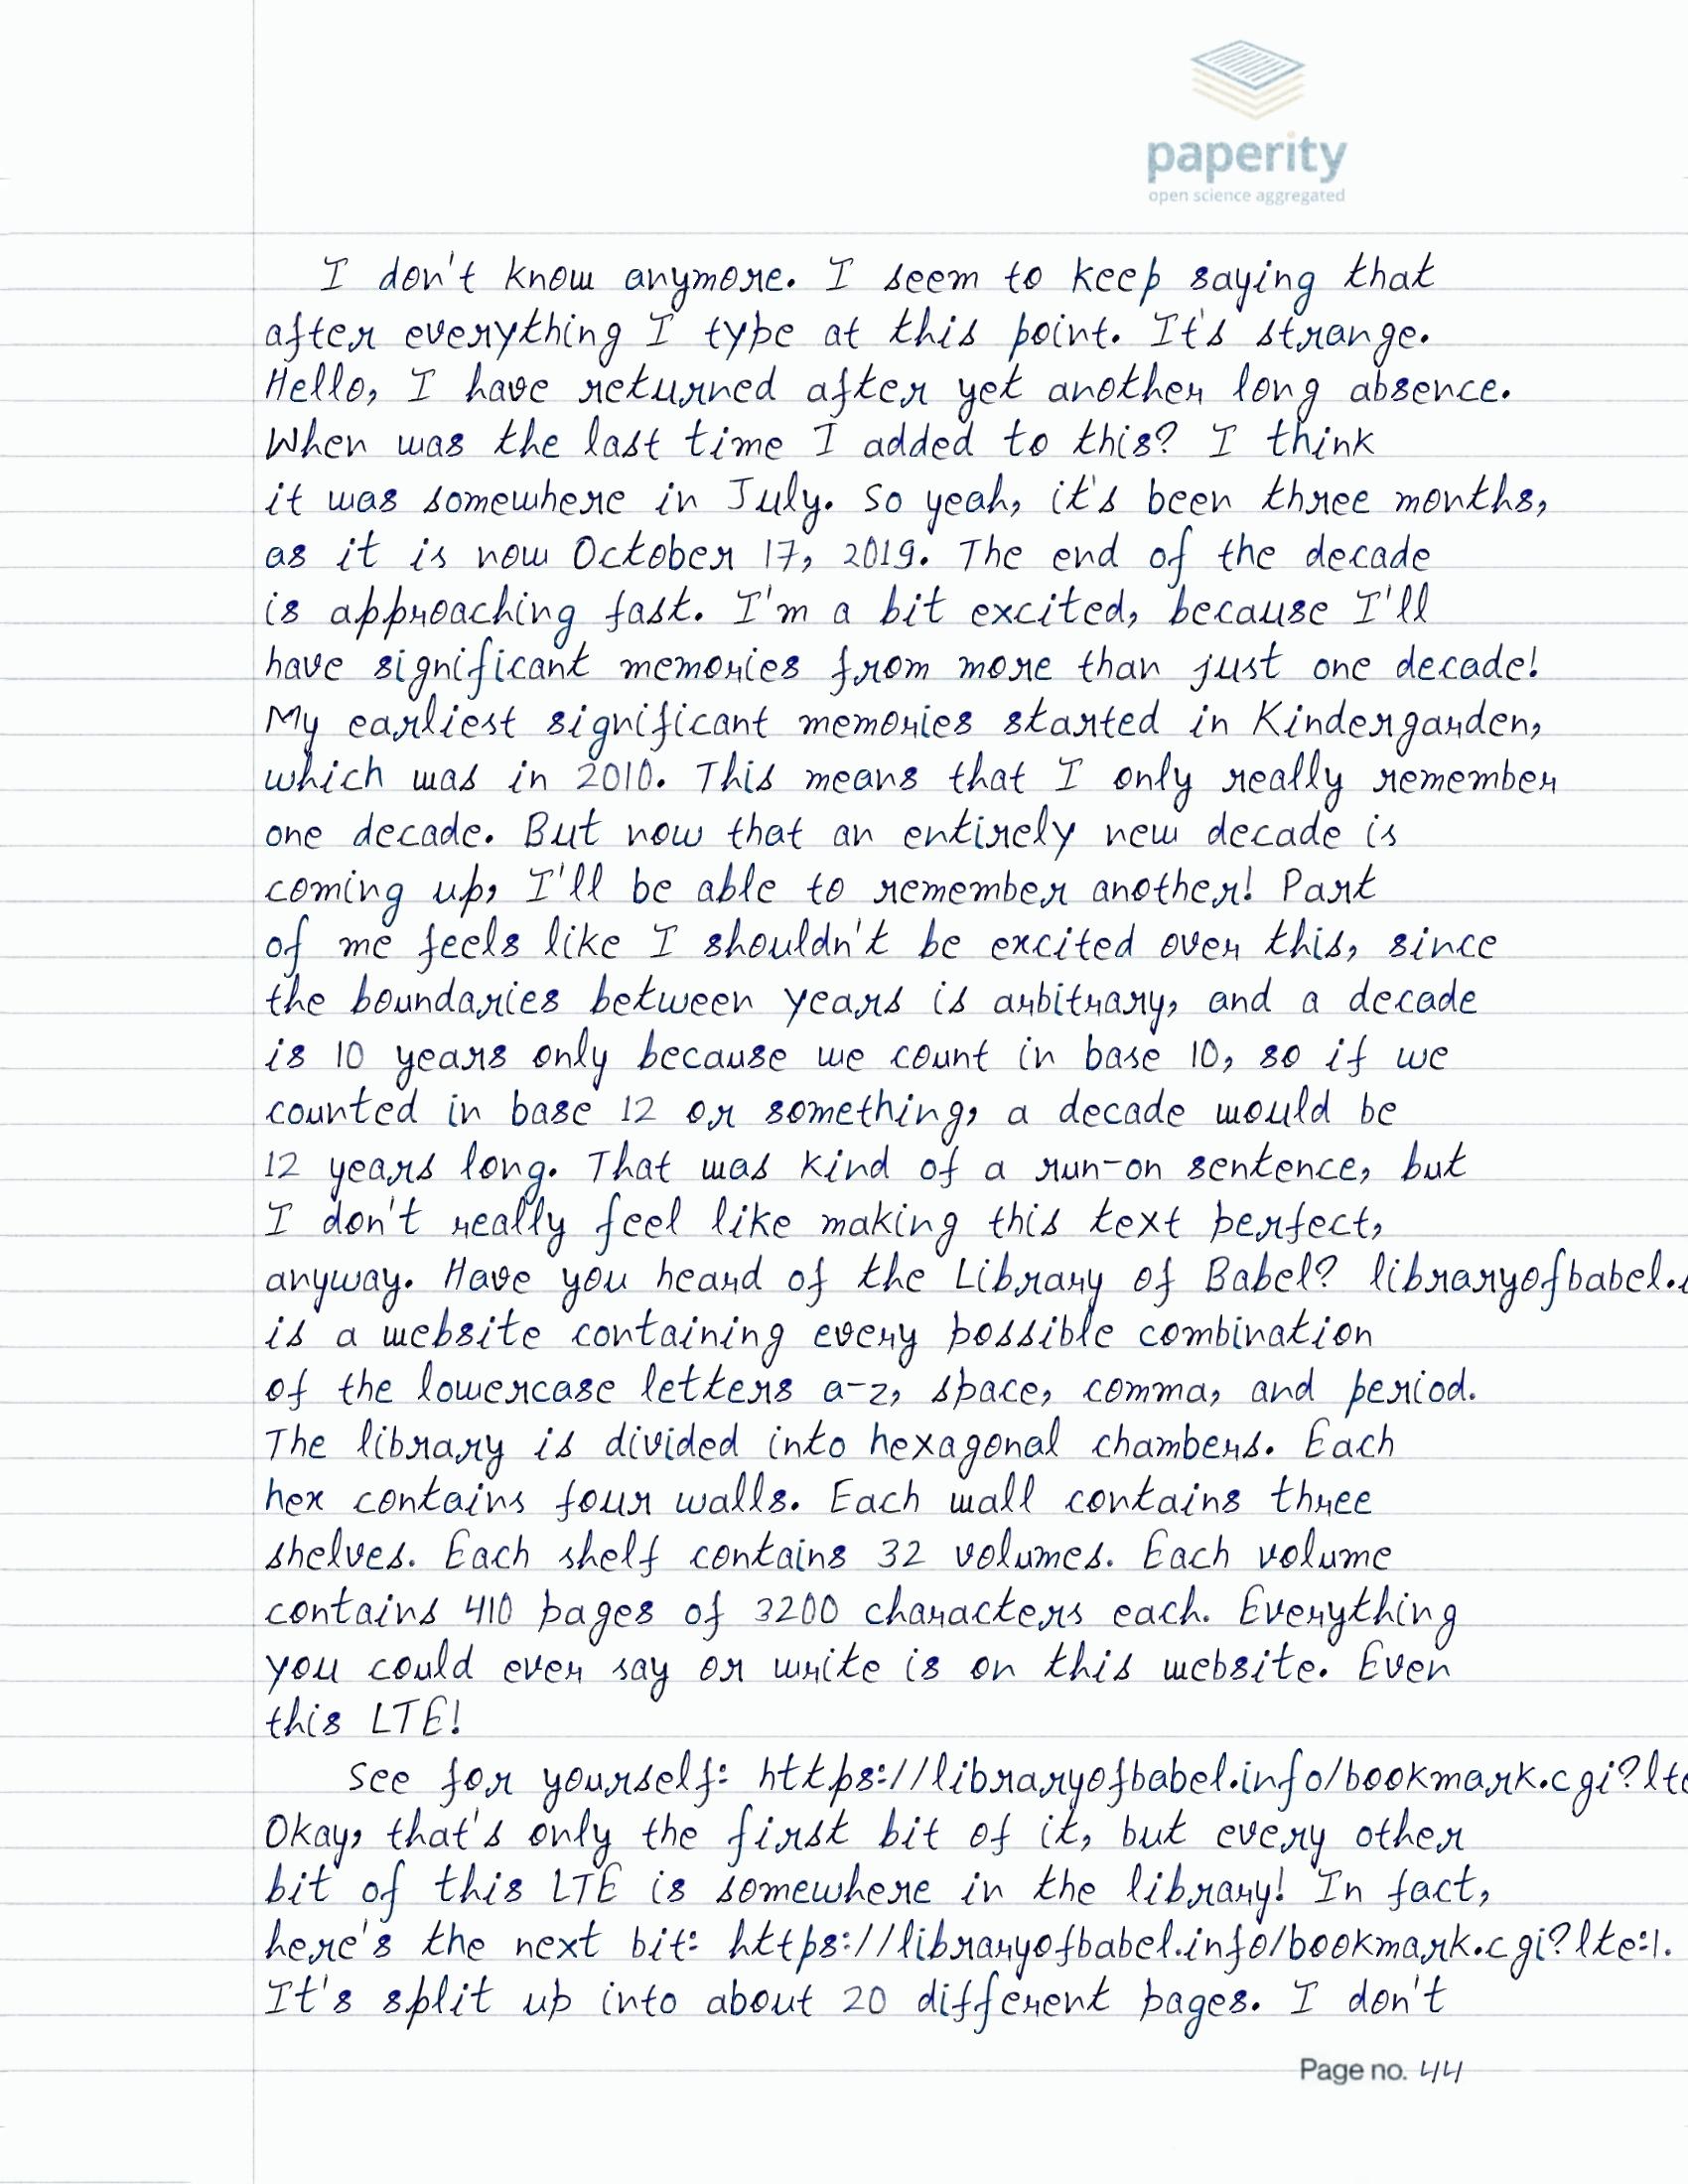 paperity
open science aggregated
I don't know anymore. I seem to keep saying that
after everything I type at this point. It's strange.
Hello, I have returned after yet another long absence.
When was the last time I added to this? I think
it was somewhere in July. So yeah, it's been three months,
as it is now October 17, 2019. The end of the decade
is approaching fast. I'm a bit excited, because I'll
have significant memories from more than just one decade!
My earliest significant memories started in Kindergarden,
which was in 2010. This means that I only really remember
one decade. But now that an entirely new decade is
coming up, I'll be able to remember another! Part
of me feels like I shouldn't be excited over this, since
the boundaries between years is arbitrary, and a decade
is 10 years only because we count in base 10, so if we
counted in base 12 or something, a decade would be
12 years long. That was kind of a run-on sentence, but
I don't really feel like making this text perfect,
anyway. Have you heard of the Library of Babel? libraryofbabel.
is a website containing every possible combination
of the lowercase letters a-z, space, comma, and period.
The library is divided into hexagonal chambers. Each
hex contains four walls. Each wall contains three
shelves. Each shelf contains 32 volumes. Each volume
contains 410 pages of 3200 characters each. Everything
you could ever say or write is on this website. Even
this LTE!
See for yourself: https://libraryofbabel.info/bookmark.cgi?lt
Okay, that's only the first bit of it, but every other
bit of this LTE is somewhere in the library! In fact,
here's the next bit: https://libraryofbabel.info/bookmark.cgi?lte:1.
It's split up into about 20 different pages. I don't
Page no. 44